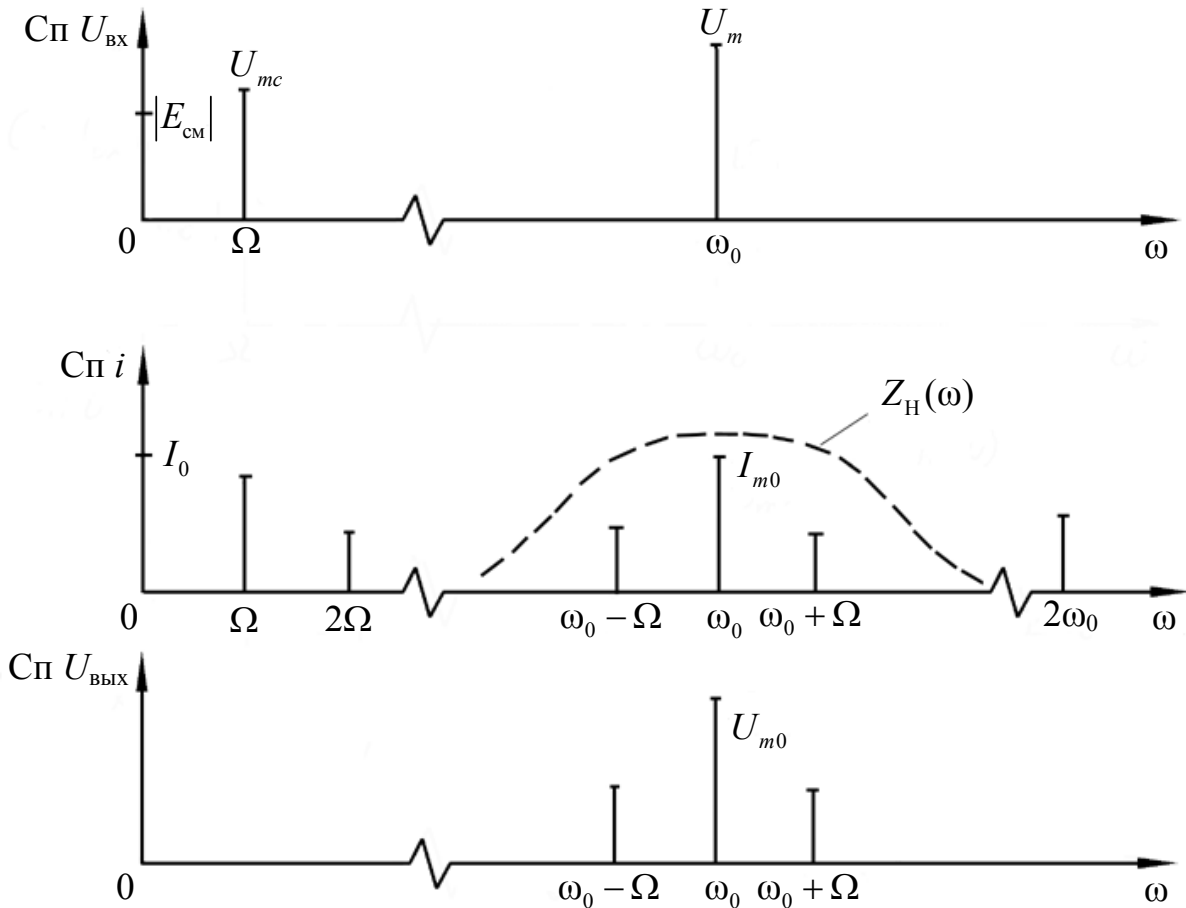 Сп U_вх
U_mc
U_m
|E_см|
0
Ω
ω_0
ω
Сп i
Z_Н(ω)
I_0
I_m0
0
Ω
2Ω
ω_0 − Ω
ω_0
ω_0 + Ω
2ω_0
ω
Сп U_вых
U_m0
0
ω_0 − Ω
ω_0
ω_0 + Ω
ω